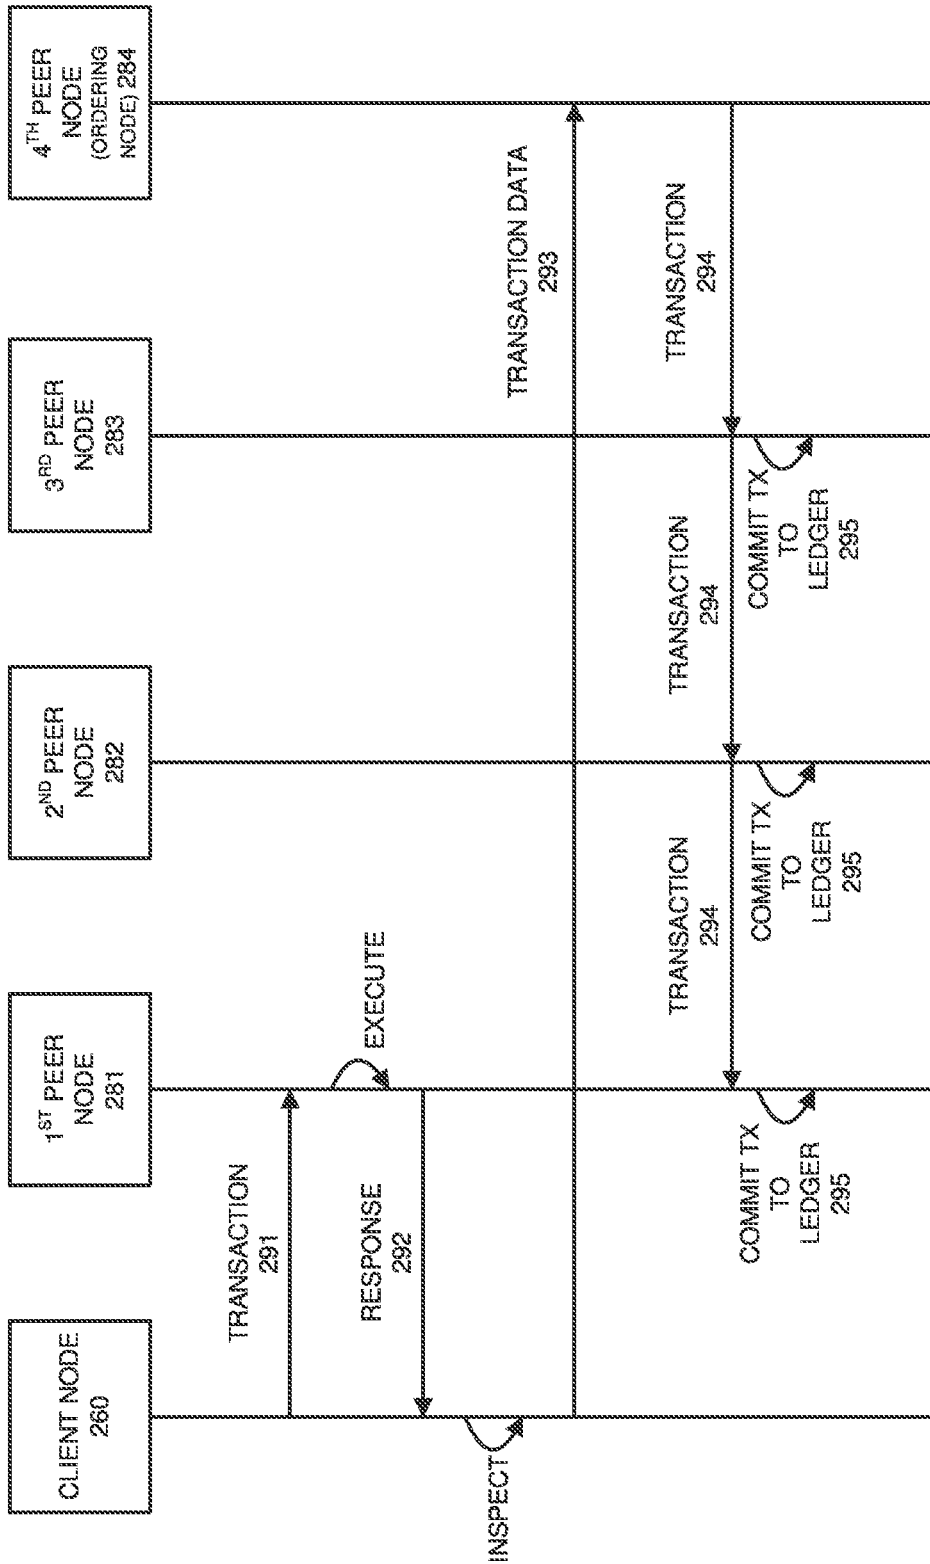 CLIENT NODE
260
1ST PEER
NODE
281
2ND PEER
NODE
282
3RD PEER
NODE
283
4TH PEER
NODE
(ORDERING
NODE) 284
TRANSACTION
291
EXECUTE
RESPONSE
292
INSPECT
TRANSACTION DATA
293
TRANSACTION
294
TRANSACTION
294
TRANSACTION
294
COMMIT TX
TO
LEDGER
295
COMMIT TX
TO
LEDGER
295
COMMIT TX
TO
LEDGER
295